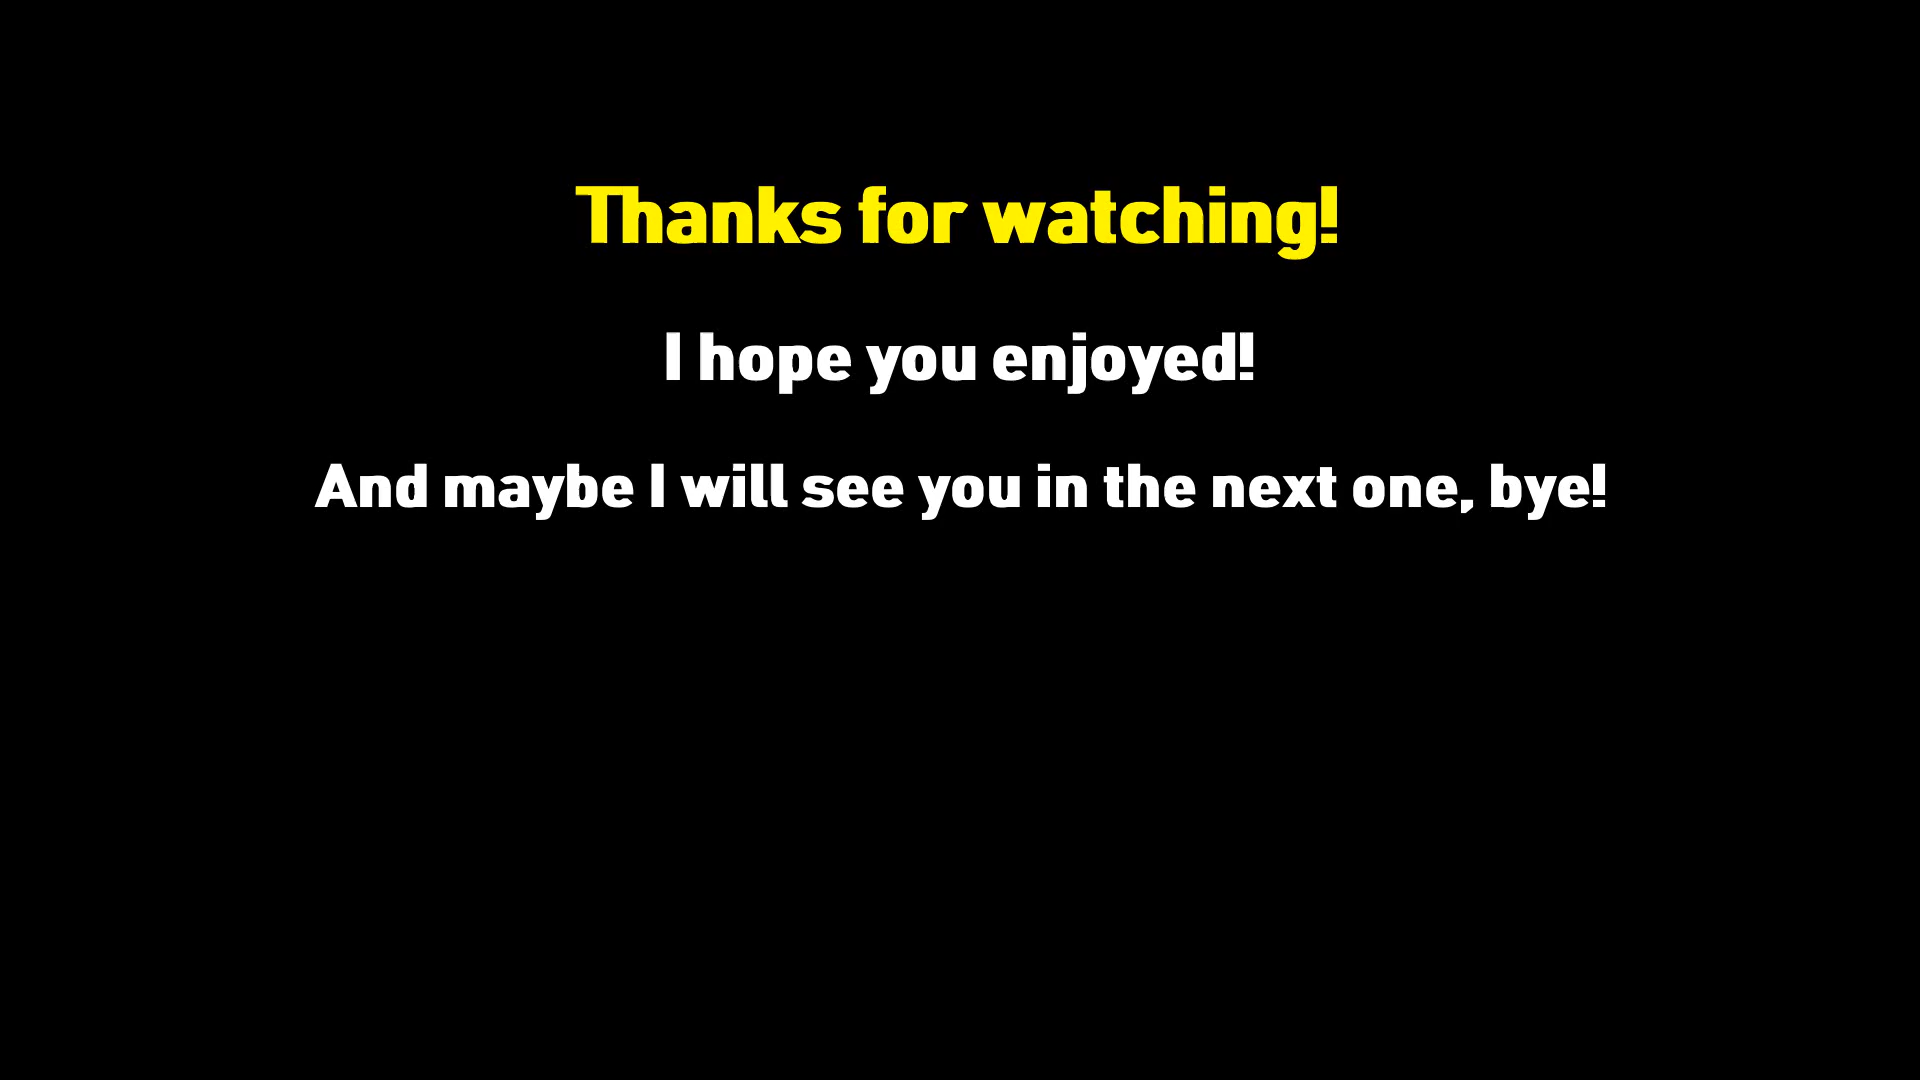 Thanks for watching!
I hope you enjoyed!
And maybe I will see you in the next one, bye!